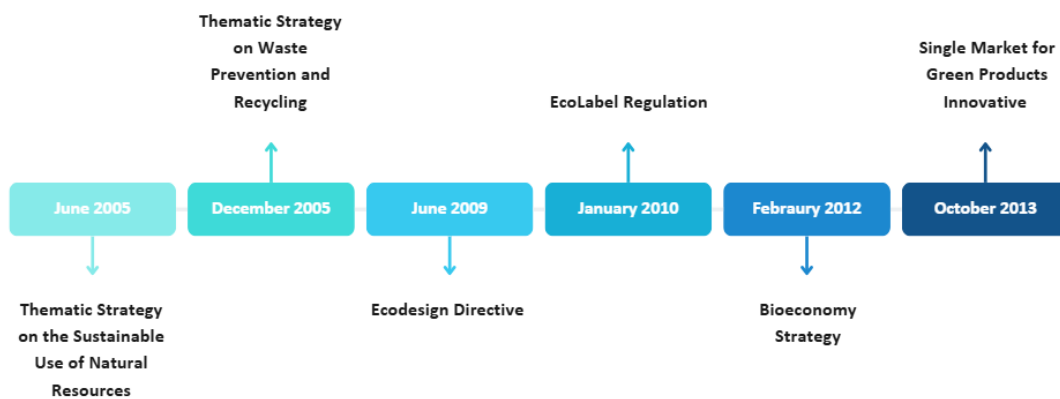 Thematic Strategy
on Waste
Prevention and
Recycling
EcoLabel Regulation
Single Market for
Green Products
Innovative
June 2005
December 2005
June 2009
January 2010
Febraury 2012
October 2013
Thematic Strategy
on the Sustainable
Use of Natural
Resources
Ecodesign Directive
Bioeconomy
Strategy